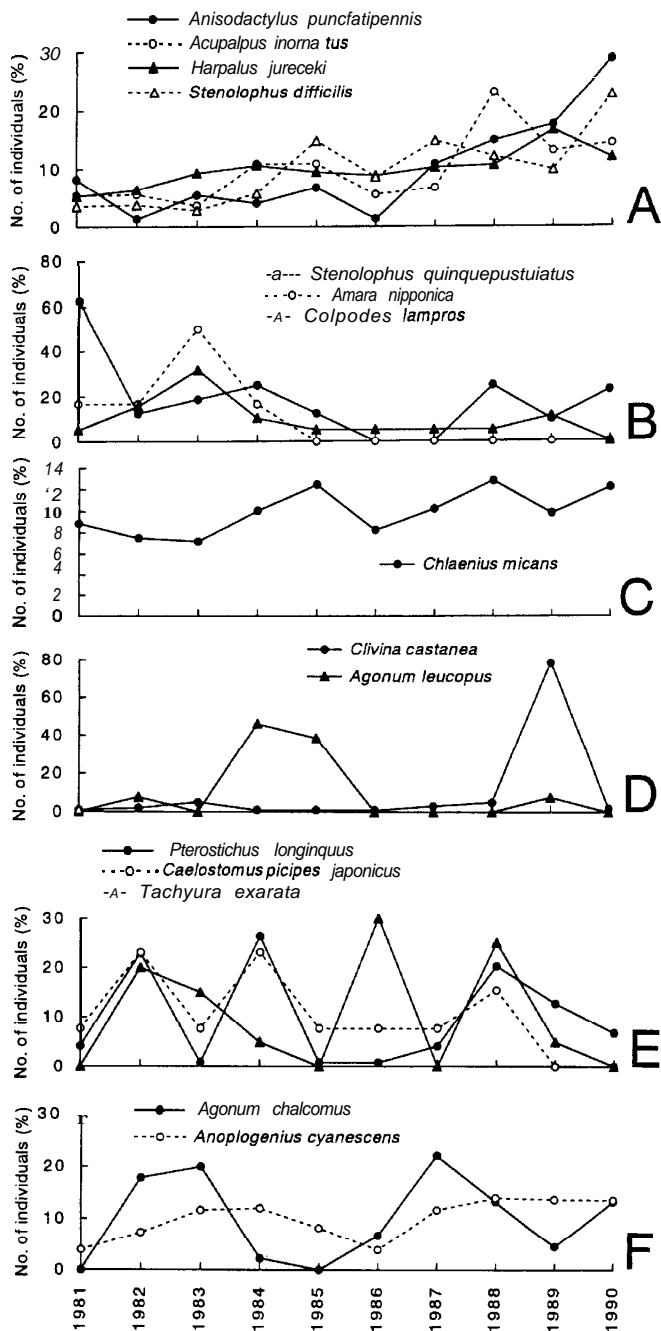 Anisodactylus puncfatipennis
Acupalpus inorna tus
Harpalus jureceki
Stenolophus difficilis
No. of individuals (%)
30
20
10
0
A
-a--- Stenolophus quinquepustuiatus
Amara nipponica
-A- Colpodes lampros
No. of individuals (%)
80
60
40
20
0
B
No. of individuals (%)
14
'2
10
8
6
4
2
0
Chlaenius micans
C
Clivina castanea
Agonum leucopus
No. of individuals (%)
80
60
40
20
0
D
Pterostichus longinquus
Caelostomus picipes japonicus
-A- Tachyura exarata
No. of individuals (%)
30
20
10
0
E
Agonum chalcomus
Anoplogenius cyanescens
No. of individuals (%)
30
20
10
0
F
1981
1982
1983
1984
1985
1986
1987
1988
1989
1990